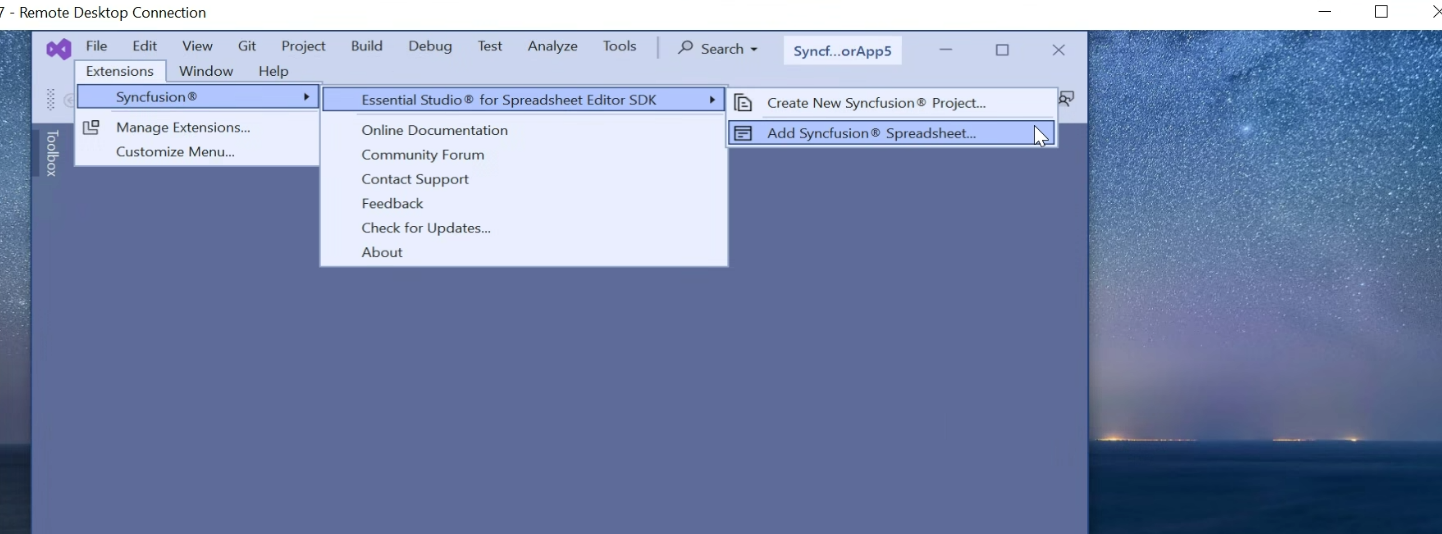 7 - Remote Desktop Connection
File Edit View Git Project Build Debug Test Analyze Tools Search Syncf...orApp5
Extensions Window Help
Syncfusion® Essential Studio® for Spreadsheet Editor SDK Create New Syncfusion® Project...
Manage Extensions... Online Documentation Add Syncfusion® Spreadsheet...
Customize Menu... Community Forum
Toolbox
Contact Support
Feedback
Check for Updates...
About